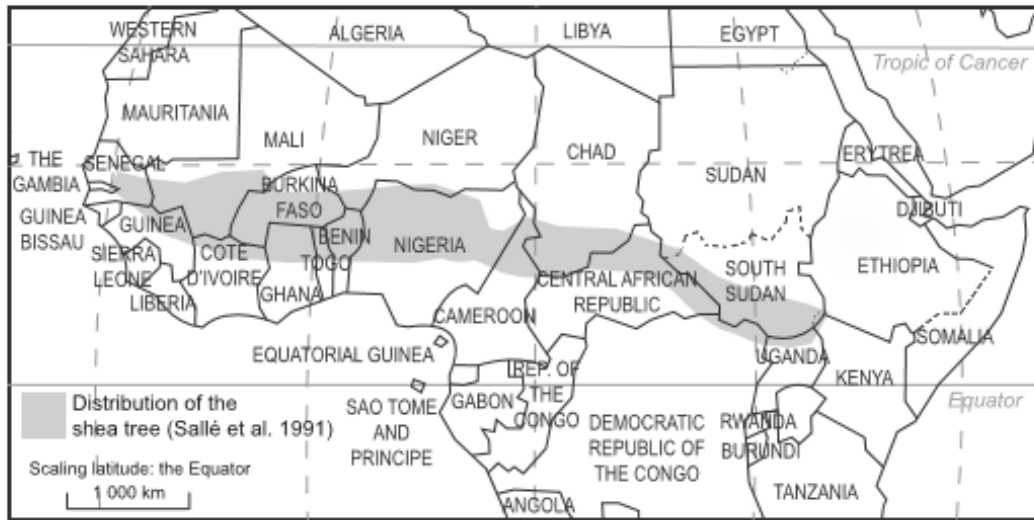 WESTERN
SAHARA
ALGERIA
LIBYA
EGYPT
Tropic of Cancer
MAURITANIA
MALI
NIGER
CHAD
SUDAN
ERYTREA
THE
GAMBIA
SENEGAL
BURKINA
FASO
DJIBUTI
GUINEA
BISSAU
GUINEA
BENIN
NIGERIA
SIERRA
LEONE
COTE
D'IVOIRE
TOGO
GHANA
LIBERIA
CENTRAL AFRICAN
REPUBLIC
SOUTH
SUDAN
ETHIOPIA
CAMEROON
SOMALIA
EQUATORIAL GUINEA
UGANDA
KENYA
REP. OF
THE
CONGO
GABON
Equator
SAO TOME
AND
PRINCIPE
DEMOCRATIC
REPUBLIC OF
THE CONGO
RWANDA
BURUNDI
TANZANIA
ANGOLA
Distribution of the
shea tree (Sallé et al. 1991)
Scaling latitude: the Equator
1 000 km